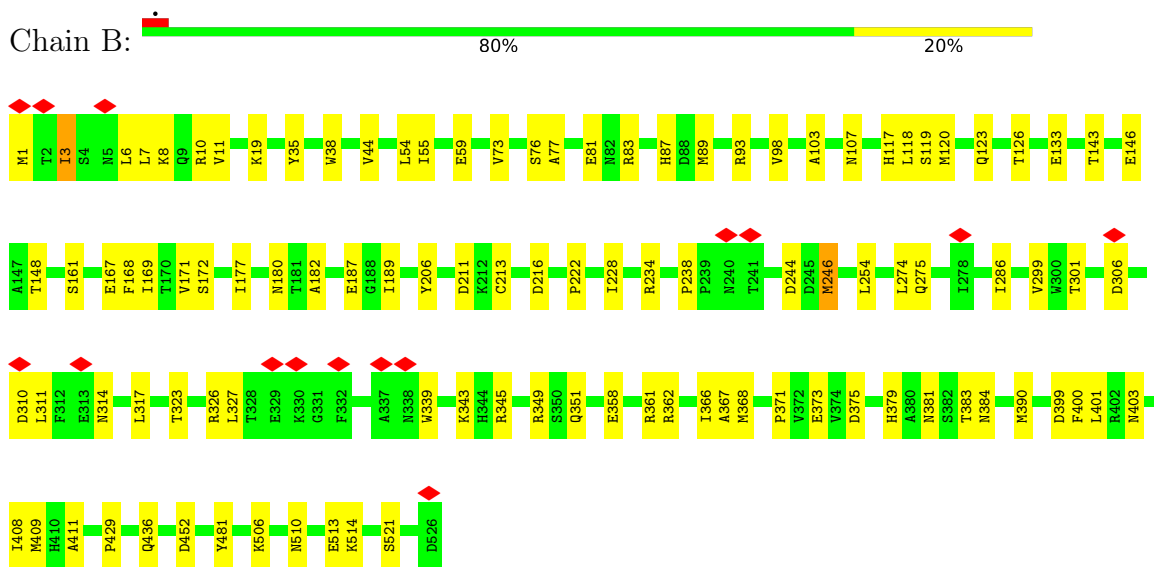 Chain B:
•
80% 20%
M1 T2 I3 S4 N5 L6 L7 K8 Q9 R10 V11 K19 Y35 W38 V44 L54 I55 E59 V73 S76 A77 E81 N82 R83 H87 D88 M89 R93 V98 A103 N107 H117 L118 S119 M120 Q123 T126 E133 T143 E146
A147 T148 S161 E167 F168 I169 T170 V171 S172 I177 N180 T181 A182 E187 G188 I189 Y206 D211 K212 C213 D216 P222 I228 R234 P238 P239 N240 T241 D244 D245 M246 L254 L274 Q275 I278 I286 V299 W300 T301 D306
D310 L311 F312 E313 N314 L317 T323 R326 L327 T328 E329 K330 G331 F332 A337 N338 W339 K343 H344 R345 R349 S350 Q351 E358 R361 R362 I366 A367 M368 P371 V372 E373 V374 D375 H379 A380 N381 S382 T383 N384 M390 D399 F400 L401 R402 N403
I408 M409 H410 A411 P429 Q436 D452 Y481 K506 N510 E513 K514 S521 D526